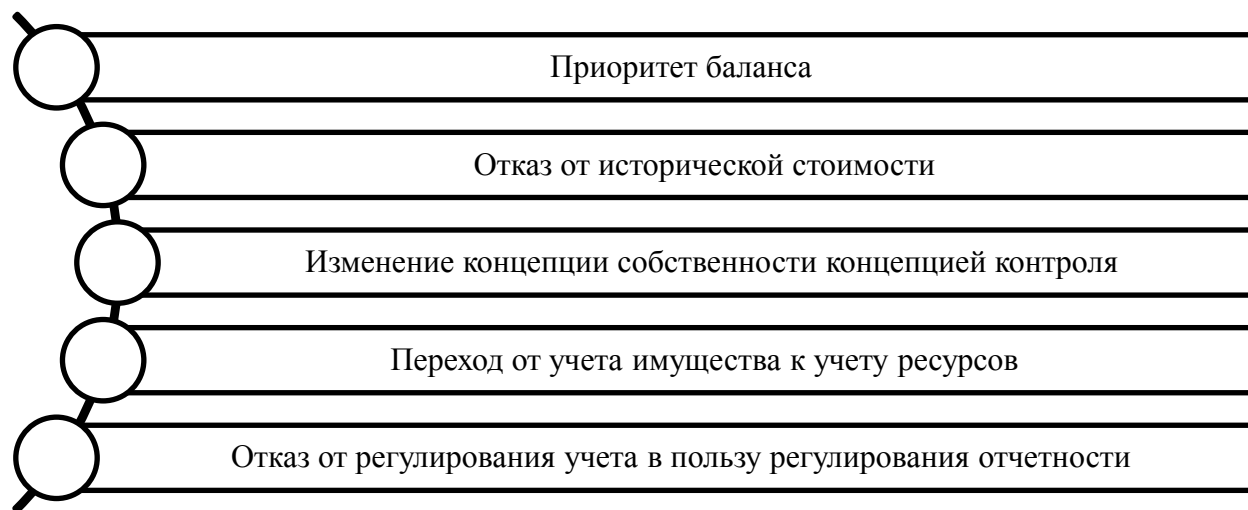 Приоритет баланса
Отказ от исторической стоимости
Изменение концепции собственности концепцией контроля
Переход от учета имущества к учету ресурсов
Отказ от регулирования учета в пользу регулирования отчетности